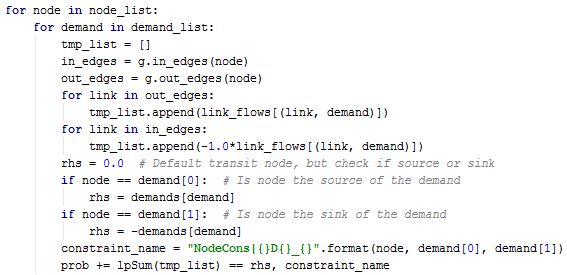 for node in node_list:
    for demand in demand_list:
        tmp_list = []
        in_edges = g.in_edges(node)
        out_edges = g.out_edges(node)
        for link in out_edges:
            tmp_list.append(link_flows[(link, demand)])
        for link in in_edges:
            tmp_list.append(-1.0*link_flows[(link, demand)])
        rhs = 0.0  # Default transit node, but check if source or sink
        if node == demand[0]:  # Is node the source of the demand
            rhs = demands[demand]
        if node == demand[1]:  # Is node the sink of the demand
            rhs = -demands[demand]
        constraint_name = "NodeCons|{}D{}_{}".format(node, demand[0], demand[1])
        prob += lpSum(tmp_list) == rhs, constraint_name